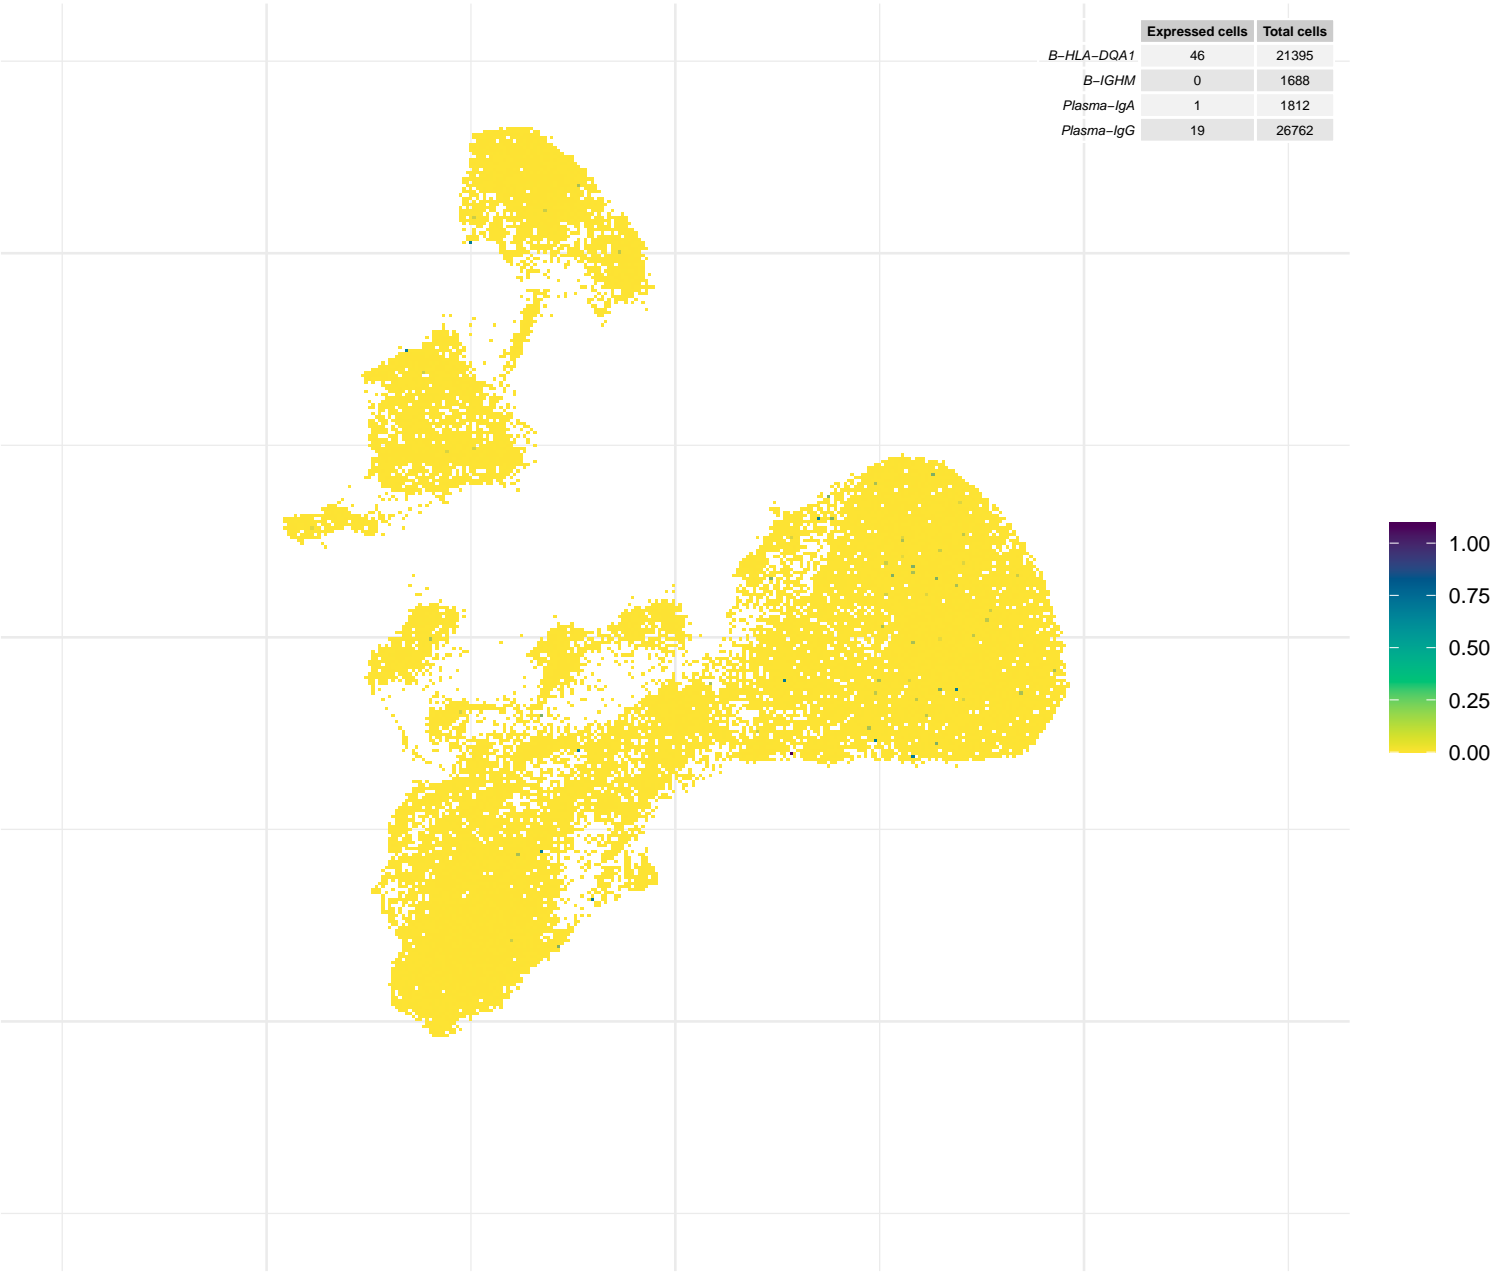 Expressed cells Total cells
B−HLA−DQA1 46 21395
B−IGHM 0 1688
Plasma−IgA 1 1812
Plasma−IgG 19 26762
1.00
0.75
0.50
0.25
0.00